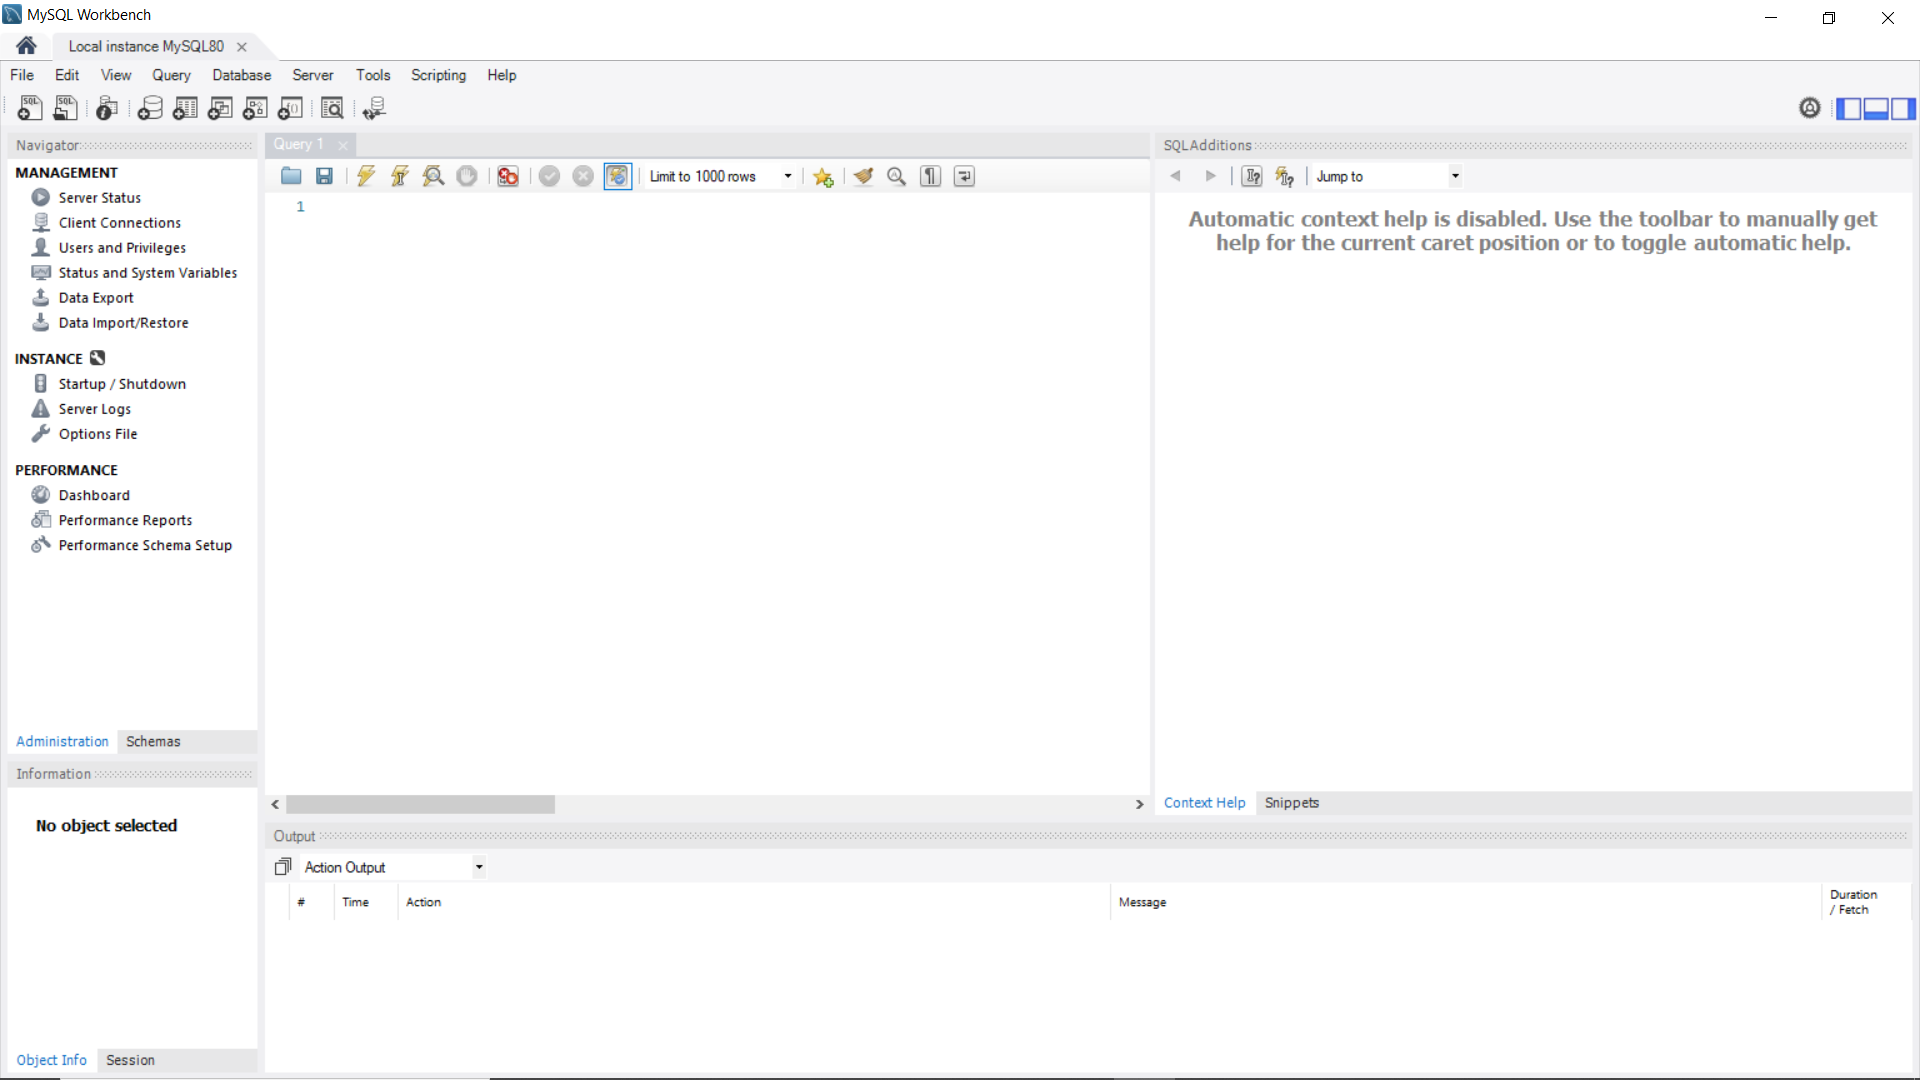 MySQL Workbench
Local instance MySQL80
File Edit View Query Database Server Tools Scripting Help
Navigator
MANAGEMENT
Server Status
Client Connections
Users and Privileges
Status and System Variables
Data Export
Data Import/Restore
INSTANCE
Startup / Shutdown
Server Logs
Options File
PERFORMANCE
Dashboard
Performance Reports
Performance Schema Setup
Administration Schemas
Information
No object selected
Object Info Session
Query 1
Limit to 1000 rows
1
SQLAdditions
Jump to
Automatic context help is disabled. Use the toolbar to manually get
help for the current caret position or to toggle automatic help.
Context Help Snippets
Output
Action Output
# Time Action Message Duration
/ Fetch